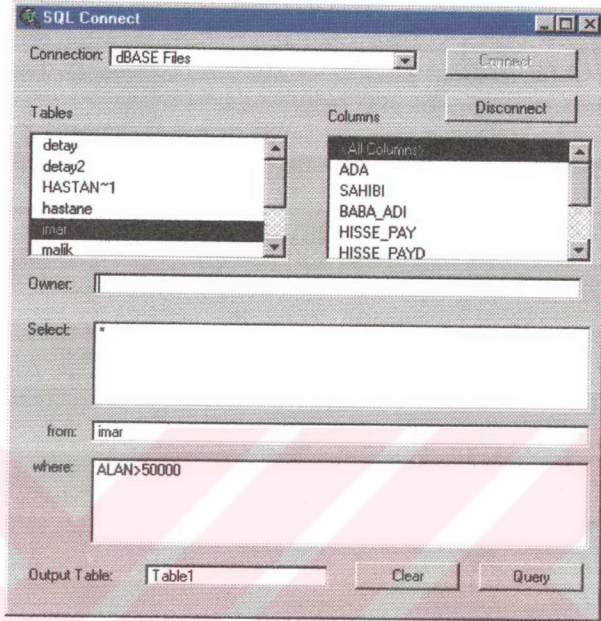 SQL Connect
Connection: dBASE Files
Connect...
Disconnect
Tables
Columns
detay
detay2
HASTAN~1
hastane
imar
malik
<All Columns>
ADA
SAHIBI
BABA_ADI
HISSE_PAY
HISSE_PAYD
Owner:
Select: *
from: imar
where: ALAN>50000
Output Table: Table1
Clear
Query